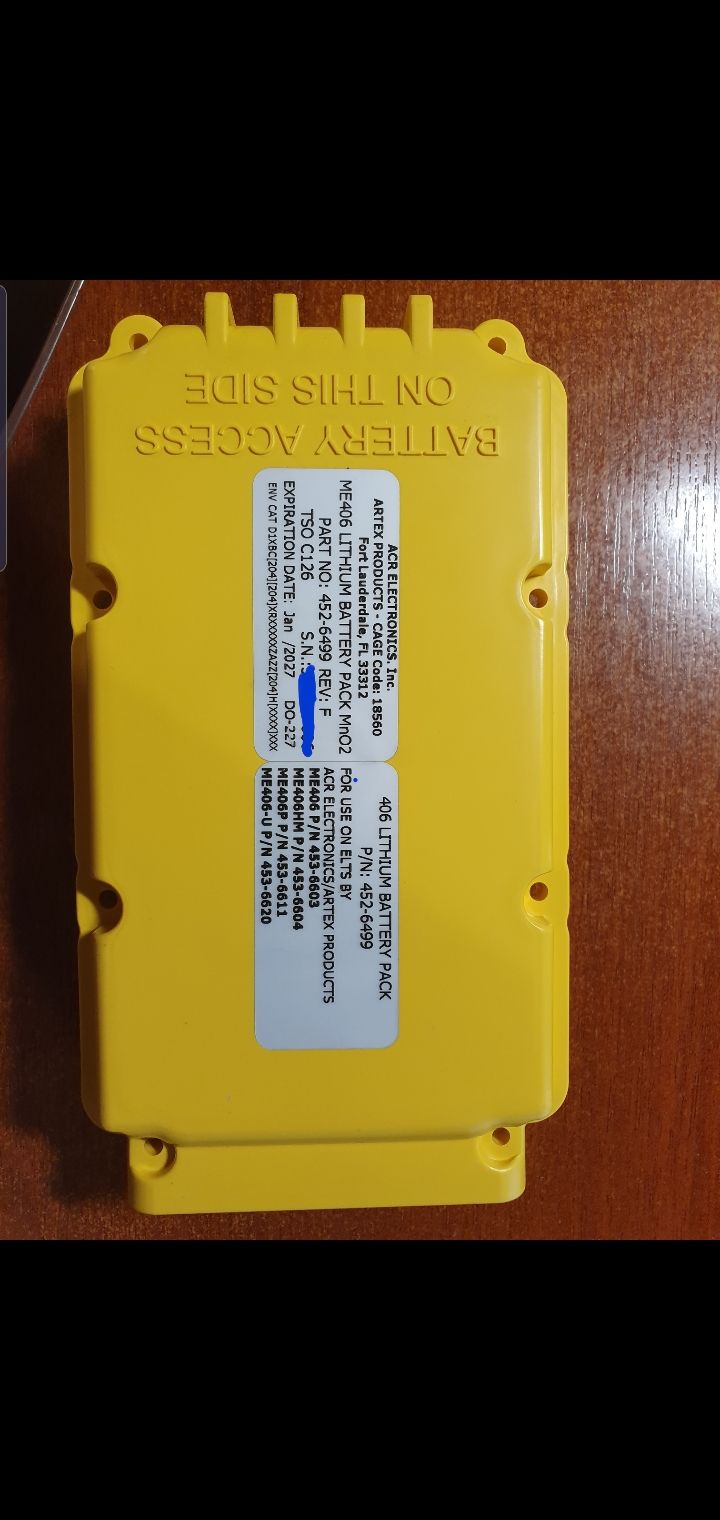 BATTERY ACCESS
ON THIS SIDE
ACR ELECTRONICS, Inc.
ARTEX PRODUCTS - CAGE Code: 18560
Fort Lauderdale, FL 33312
ME406 LITHIUM BATTERY PACK MnO2
PART NO: 452-6499 REV: F
TSO C126 S.N.:
EXPIRATION DATE: Jan /2027 DO-227
ENV CAT
406 LITHIUM BATTERY PACK
P/N: 452-6499
FOR USE ON ELTS BY
ACR ELECTRONICS/ARTEX PRODUCTS
ME406 P/N 453-6603
ME406HM P/N 453-6604
ME406P P/N 453-6611
ME406-U P/N 453-6620